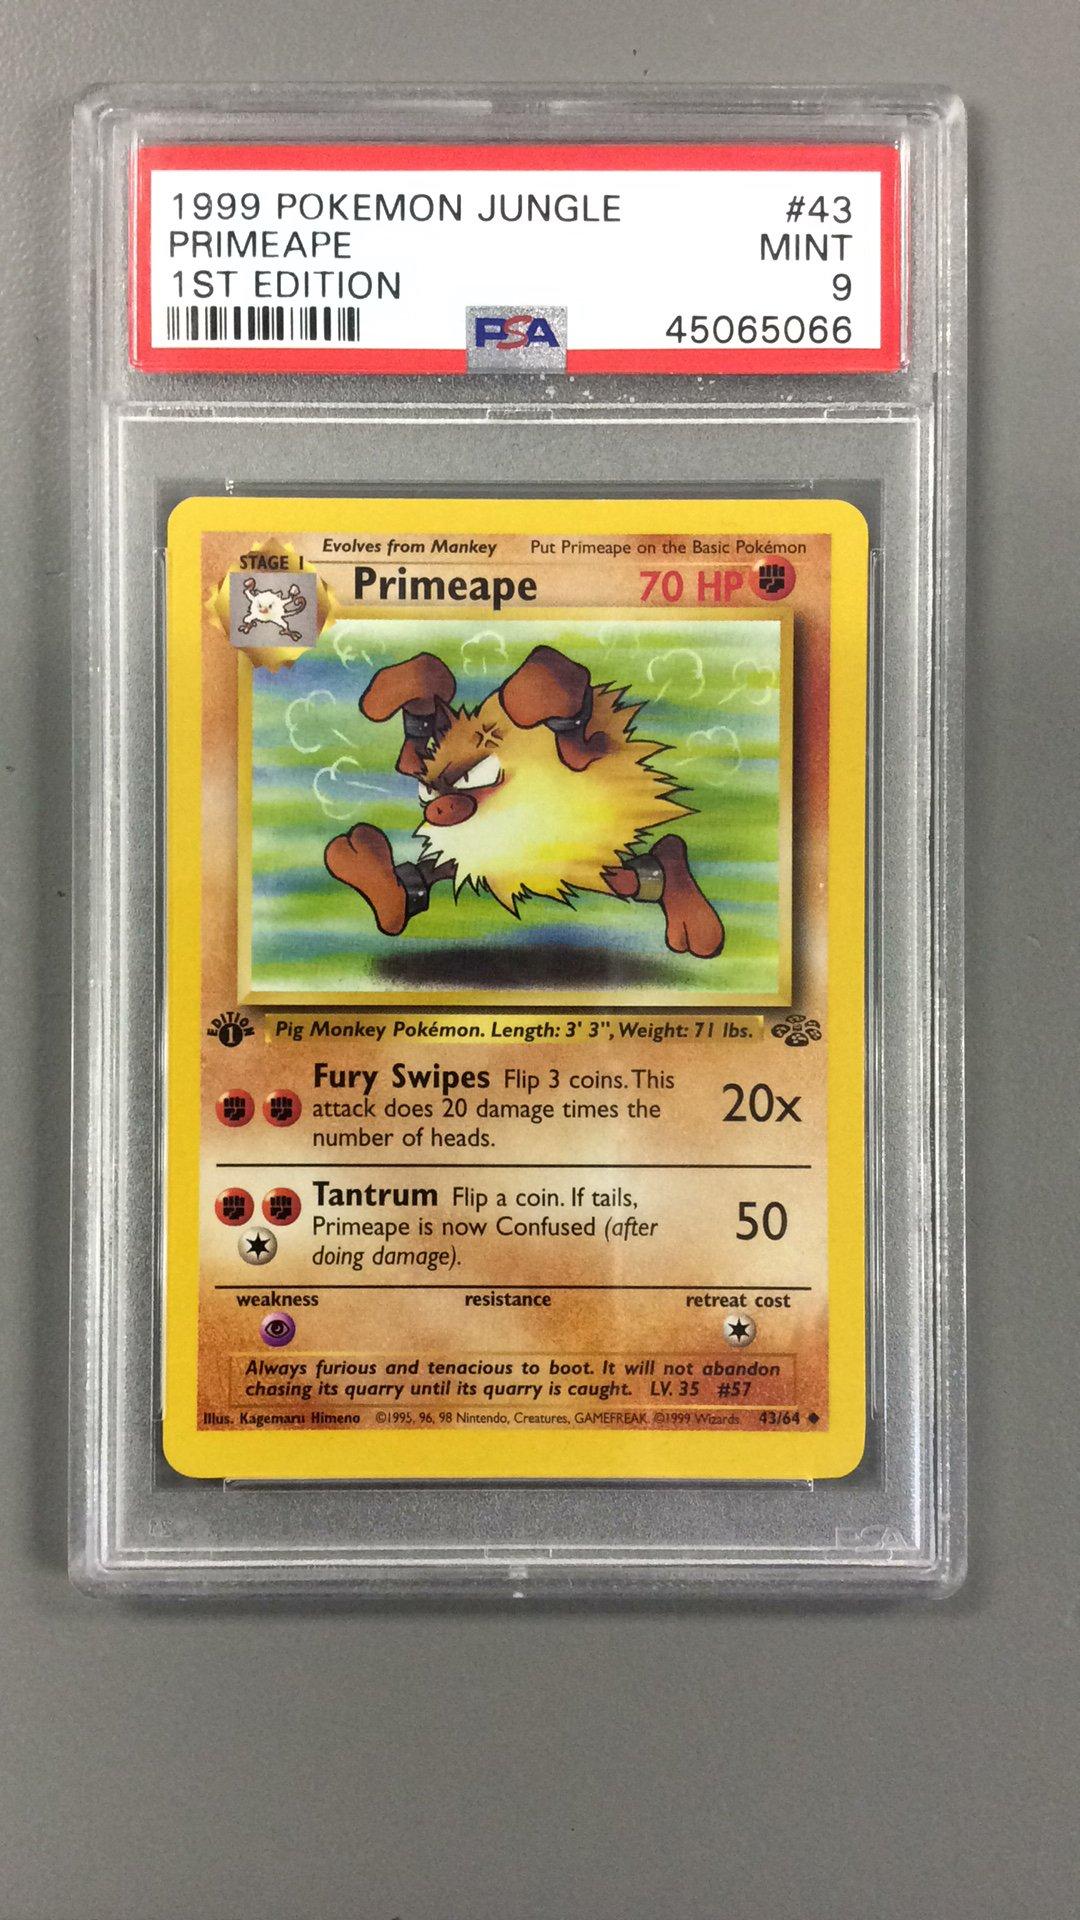 1999 POKEMON JUNGLE #43
PRIMEAPE MINT
1ST EDITION 9
PSA 45065066
STAGE 1 Evolves from Mankey Put Primeape on the Basic Pokémon
Primeape 70 HP
EDITION 1 Pig Monkey Pokémon. Length: 3' 3", Weight: 71 lbs.
Fury Swipes Flip 3 coins. This
attack does 20 damage times the 20x
number of heads.
Tantrum Flip a coin. If tails,
Primeape is now Confused (after 50
doing damage).
weakness resistance retreat cost
Always furious and tenacious to boot. It will not abandon
chasing its quarry until its quarry is caught. LV. 35 #57
Illus. Kagemaru Himeno ©1995, 96, 98 Nintendo, Creatures, GAMEFREAK. ©1999 Wizards. 43/64
PSA